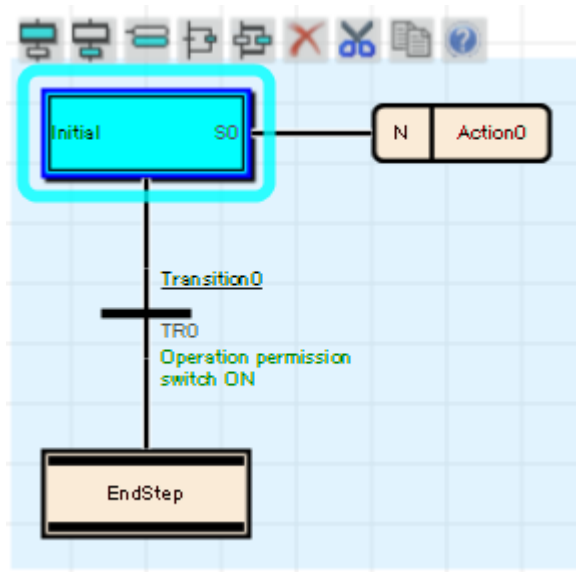 Initial S0
N Action0
Transition0
TR0
Operation permission
switch ON
EndStep